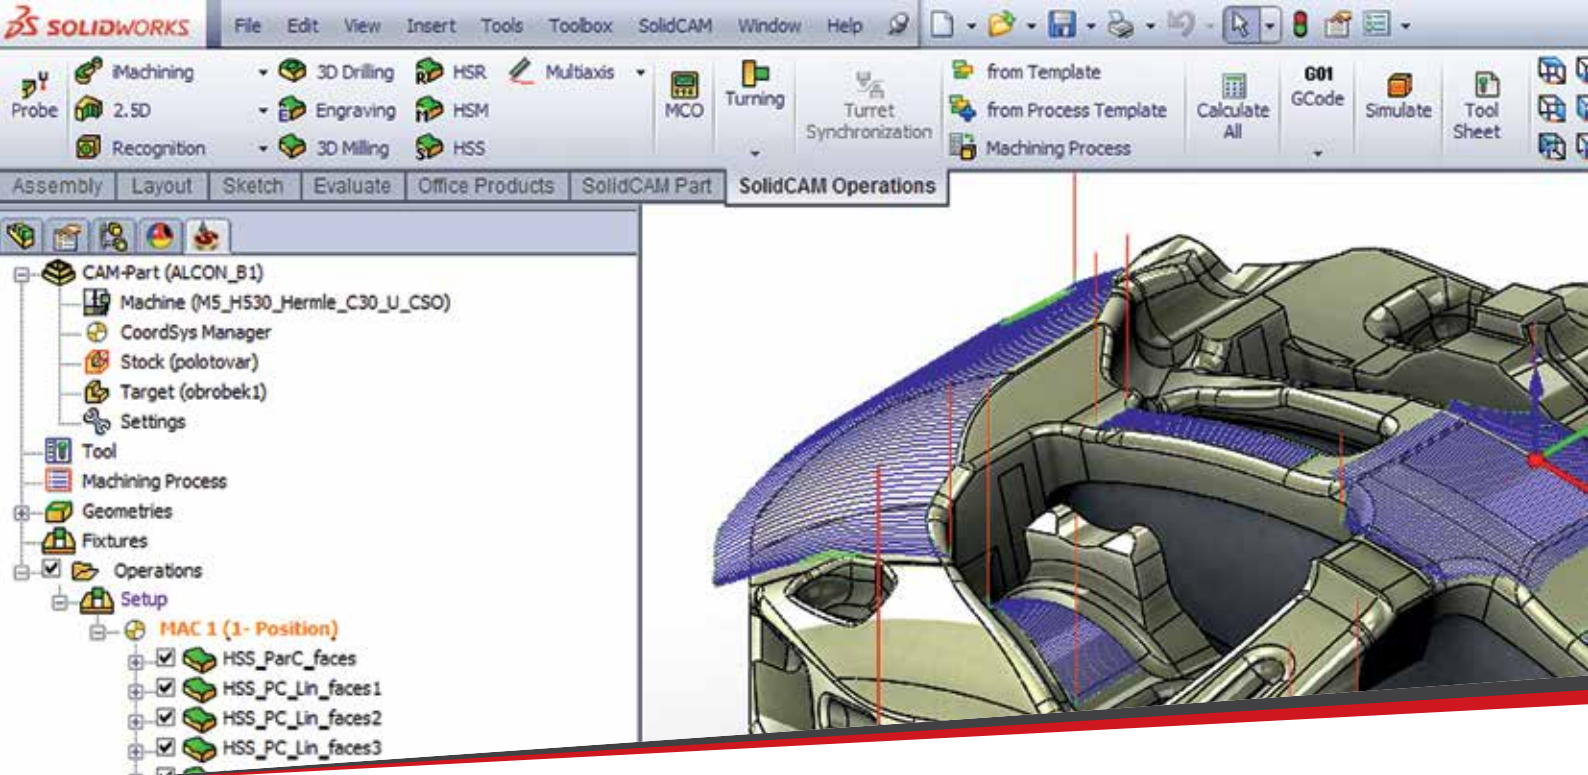 SOLIDWORKS File Edit View Insert Tools Toolbox SolidCAM Window Help
iMachining 3D Drilling HSR Multiaxis from Template G01
Probe 2.5D Engraving HSM MCO Turning Turret Synchronization from Process Template Calculate All GCode Simulate Tool Sheet
Recognition 3D Milling HSS Machining Process
Assembly Layout Sketch Evaluate Office Products SolidCAM Part SolidCAM Operations
CAM-Part (ALCON_B1)
Machine (M5_H530_Hermle_C30_U_CSO)
CoordSys Manager
Stock (polotovar)
Target (obrobek1)
Settings
Tool
Machining Process
Geometries
Fixtures
Operations
Setup
MAC 1 (1- Position)
HSS_ParC_faces
HSS_PC_Lin_faces1
HSS_PC_Lin_faces2
HSS_PC_Lin_faces3